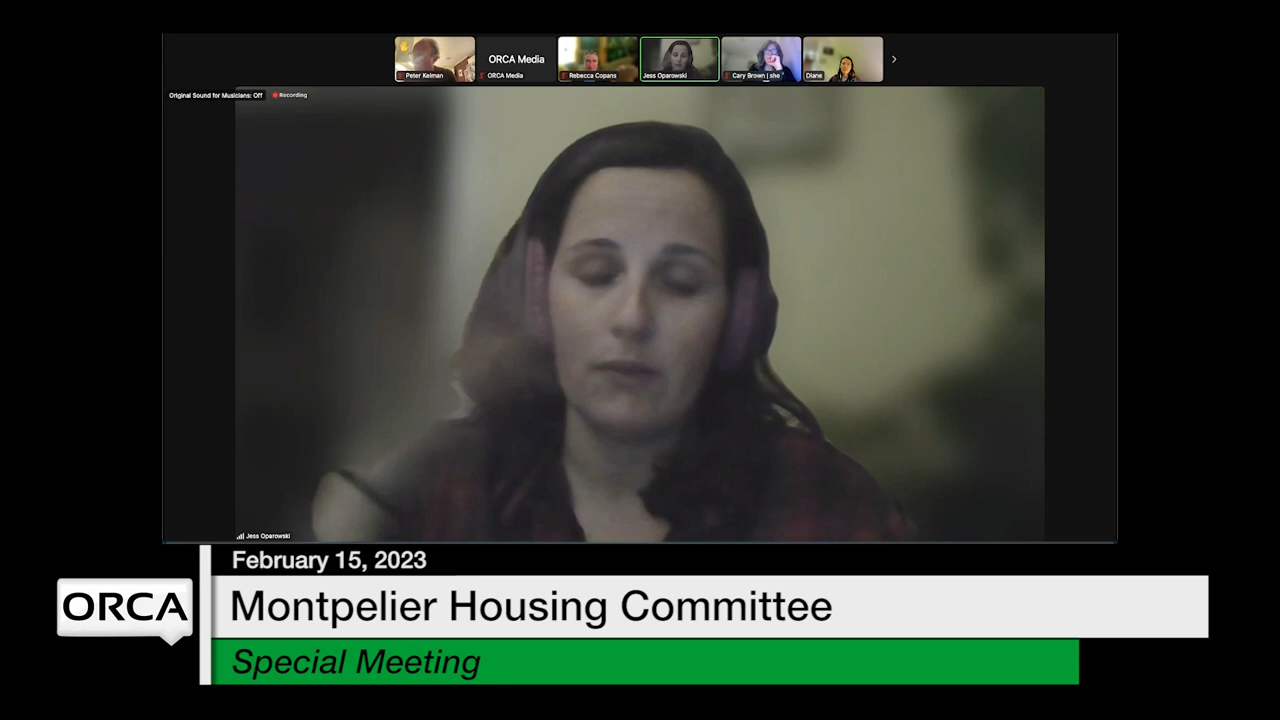 ORCA Media
Peter Kelman
ORCA Media
Rebecca Copans
Jess Oparowski
Cary Brown | she
Diane
Original Sound for Musicians: Off
Recording
Jess Oparowski
February 15, 2023
ORCA
Montpelier Housing Committee
Special Meeting